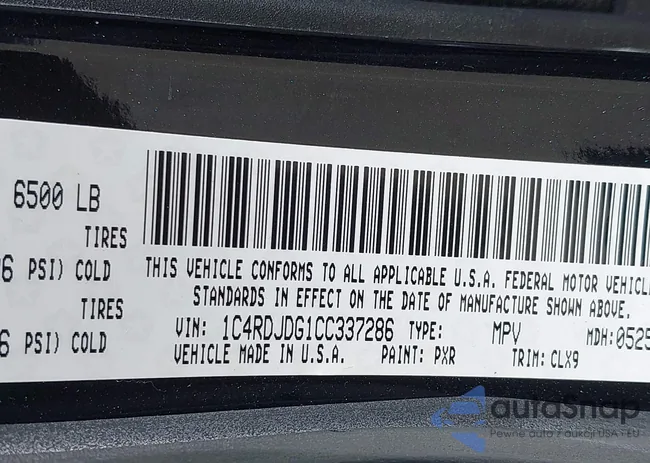 6500 LB
TIRES
6 PSI) COLD
TIRES
6 PSI) COLD
THIS VEHICLE CONFORMS TO ALL APPLICABLE U.S.A. FEDERAL MOTOR VEHICLE
STANDARDS IN EFFECT ON THE DATE OF MANUFACTURE SHOWN ABOVE.
VIN: 1C4RDJDG1CC337286 TYPE: MPV MDH: 0525
VEHICLE MADE IN U.S.A. PAINT: PXR TRIM: CLX9
auraSnap
Pewne auta z aukcji USA i EU